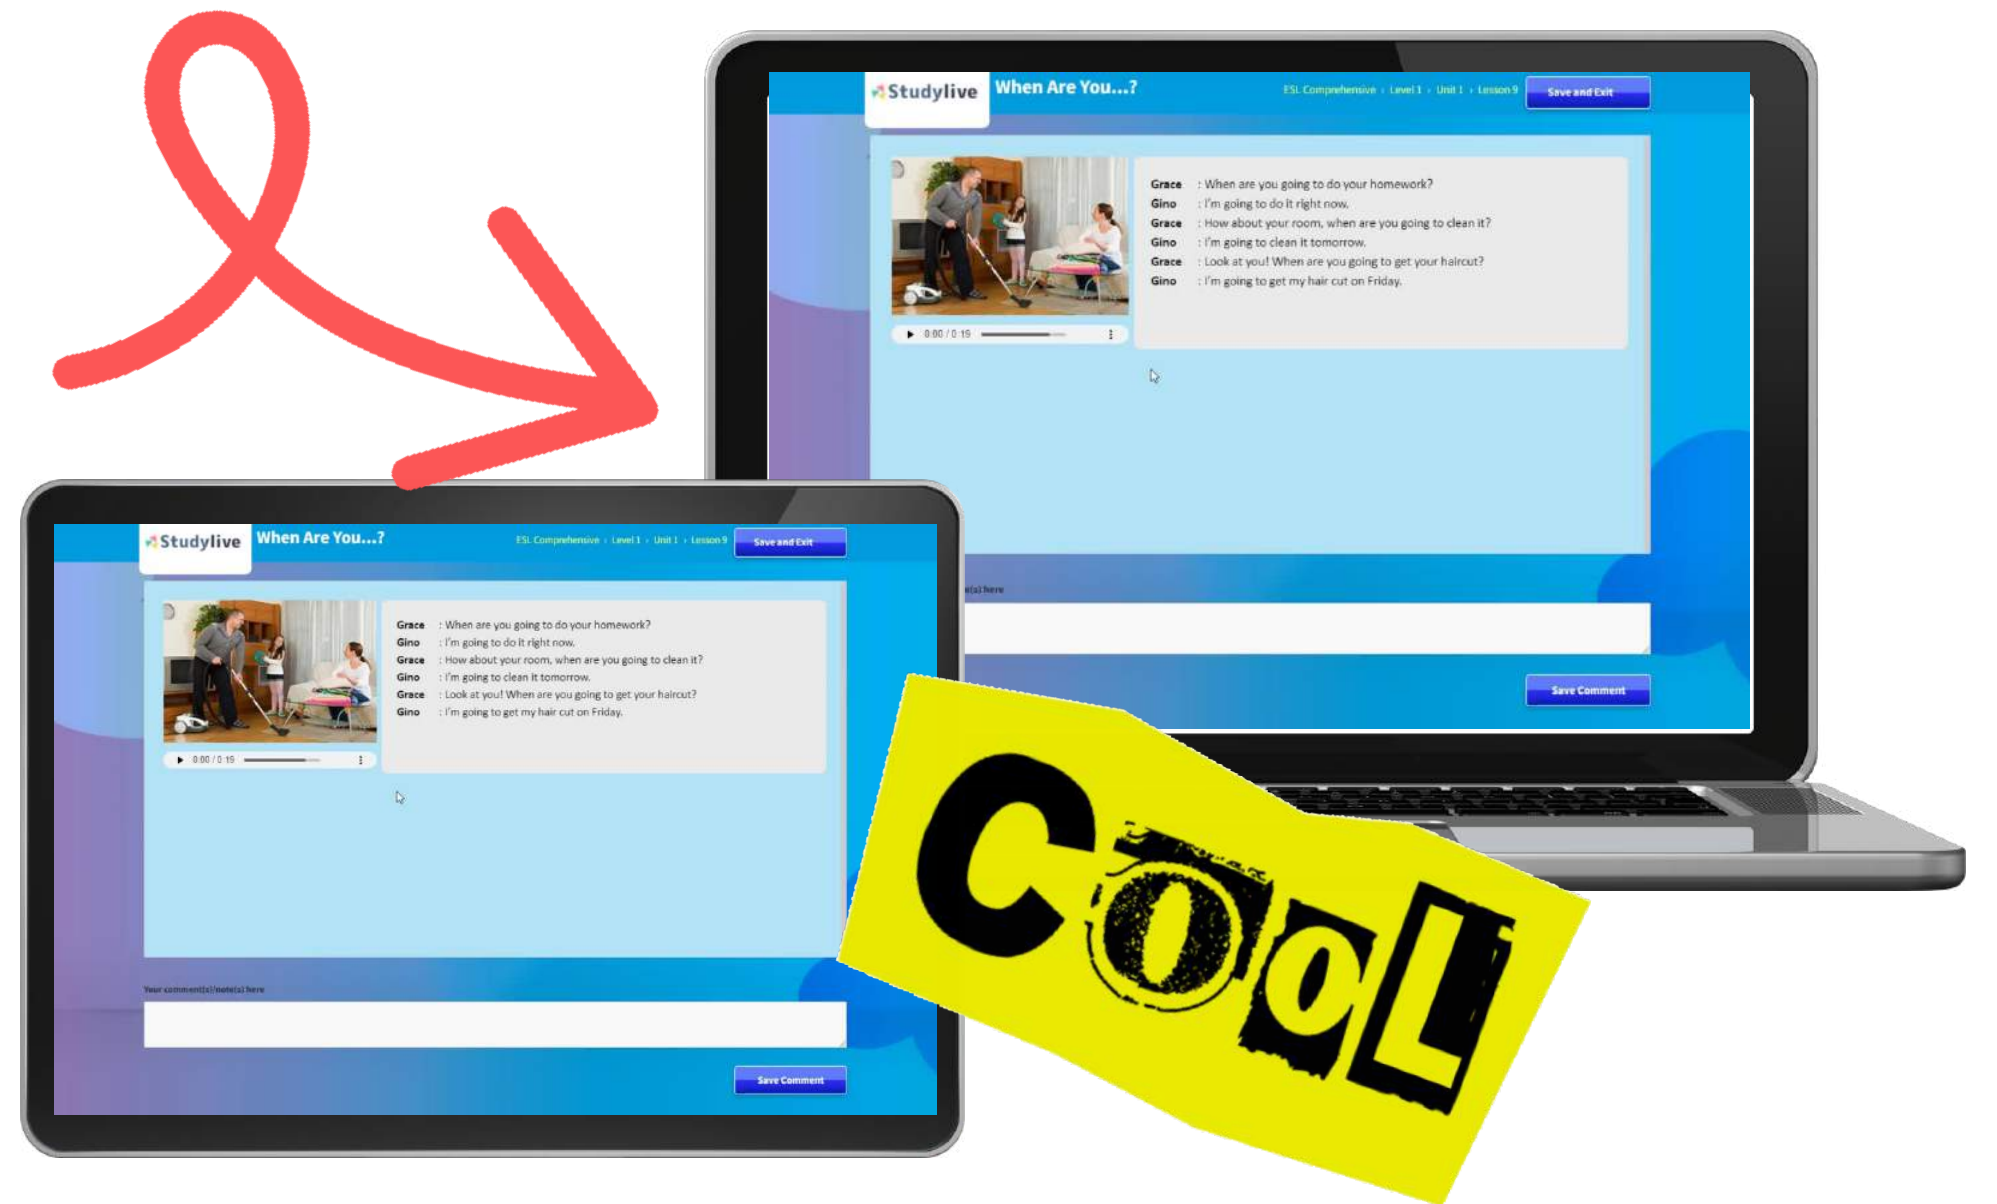 Studylive
When Are You...?
ESL Comprehensive › Level 1 › Unit 1 › Lesson 9
Save and Exit
Grace : When are you going to do your homework?
Gino : I'm going to do it right now.
Grace : How about your room, when are you going to clean it?
Gino : I'm going to clean it tomorrow.
Grace : Look at you! When are you going to get your haircut?
Gino : I'm going to get my hair cut on Friday.
0:00 / 0:19
e(s) here
Save Comment
Studylive
When Are You...?
ESL Comprehensive › Level 1 › Unit 1 › Lesson 9
Save and Exit
Grace : When are you going to do your homework?
Gino : I'm going to do it right now.
Grace : How about your room, when are you going to clean it?
Gino : I'm going to clean it tomorrow.
Grace : Look at you! When are you going to get your haircut?
Gino : I'm going to get my hair cut on Friday.
0:00 / 0:19
Your comment(s)/note(s) here
Save Comment
CooL